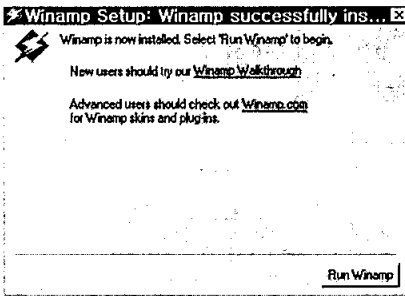 Winamp Setup: Winamp successfully ins...
Winamp is now installed. Select 'Run Winamp' to begin.
New users should try our Winamp Walkthrough
Advanced users should check out Winamp.com
for Winamp skins and plug-ins.
Run Winamp